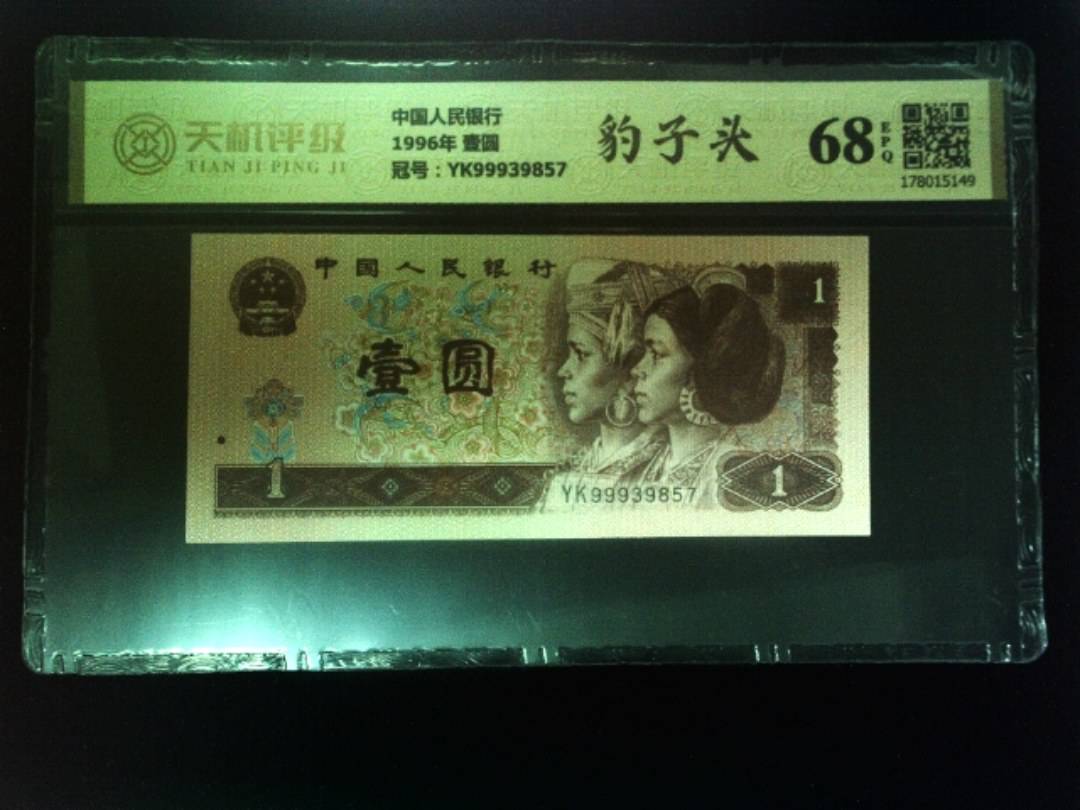 天机评级
TIAN JI PING JI
中国人民银行
1996年 壹圆
冠号：YK99939857
豹子头
68
EPQ
178015149
中国人民银行
1
壹圆
1
YK99939857
1